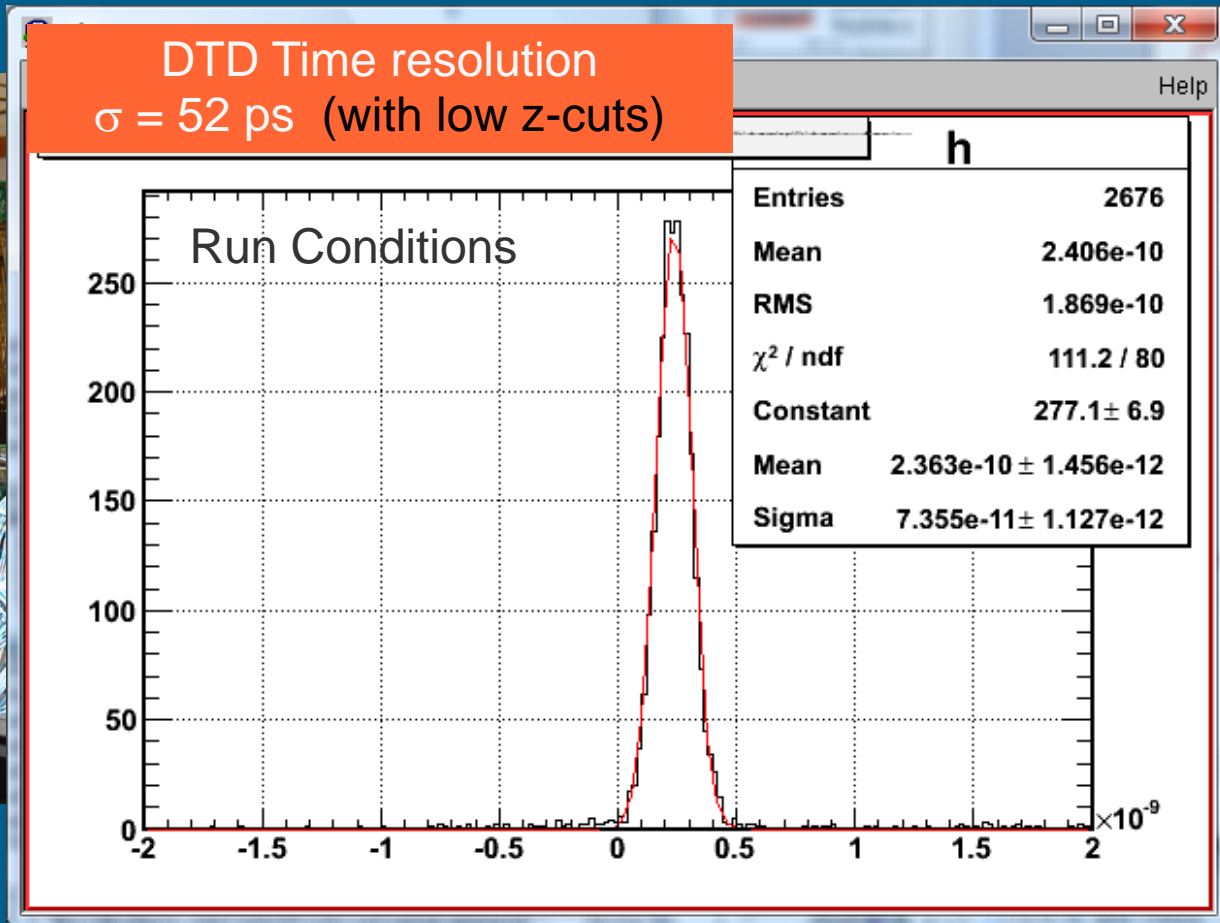 DTD Time resolution
σ = 52 ps (with low z-cuts)
Help
h
Entries 2676
Mean 2.406e-10
RMS 1.869e-10
χ² / ndf 111.2 / 80
Constant 277.1± 6.9
Mean 2.363e-10 ± 1.456e-12
Sigma 7.355e-11± 1.127e-12
Run Conditions
250
200
150
100
50
0
-2 -1.5 -1 -0.5 0 0.5 1 1.5 2
×10⁻⁹